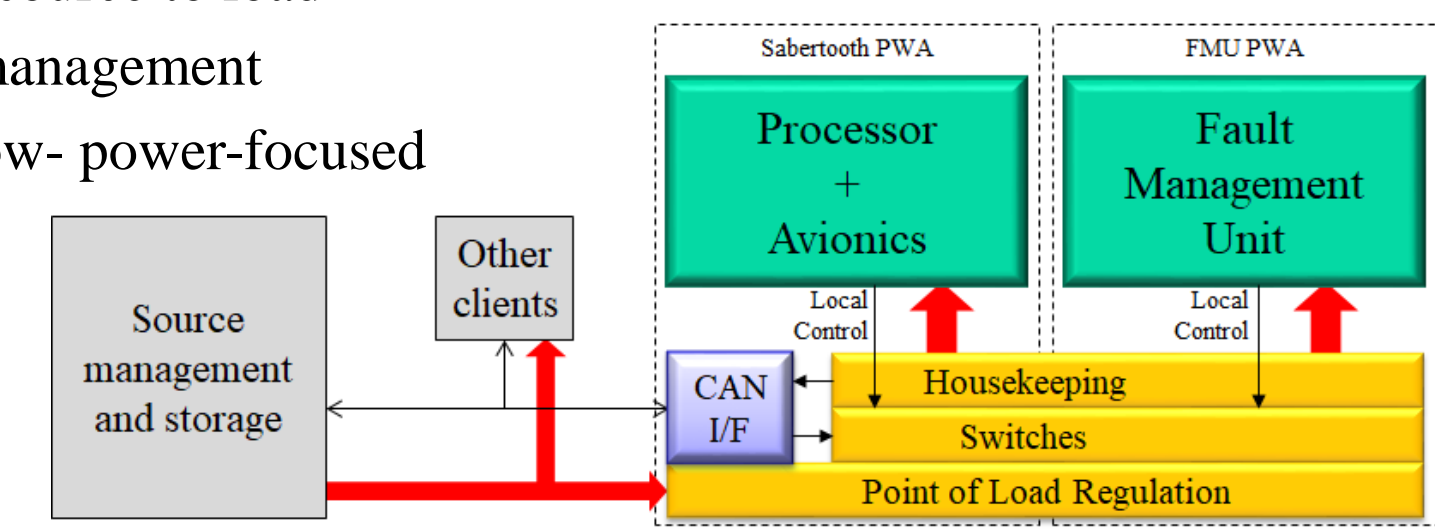 management
power-focused
Sabertooth PWA
FMU PWA
Processor
+
Avionics
Fault
Management
Unit
Other
clients
Source
management
and storage
Local
Control
Local
Control
CAN
I/F
Housekeeping
Switches
Point of Load Regulation